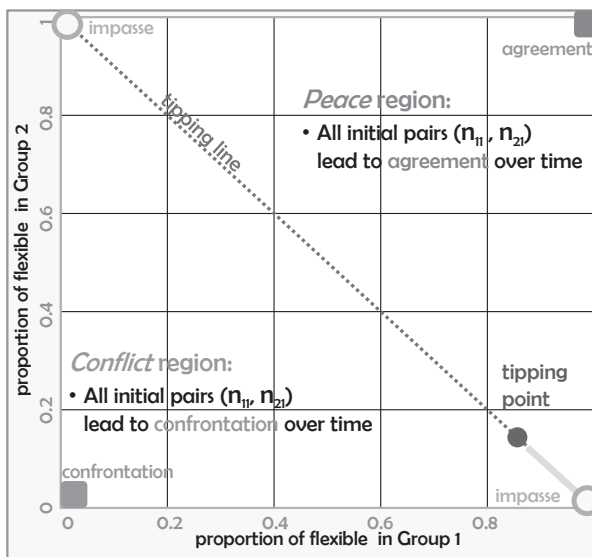 impasse
agreement
tipping line
Peace region:
• All initial pairs (n11 , n21)
lead to agreement over time
Conflict region:
• All initial pairs (n11, n21)
lead to confrontation over time
tipping
point
confrontation
impasse
proportion of flexible in Group 2
0
0.2
0.4
0.6
0.8
1
0
0.2
0.4
0.6
0.8
proportion of flexible in Group 1